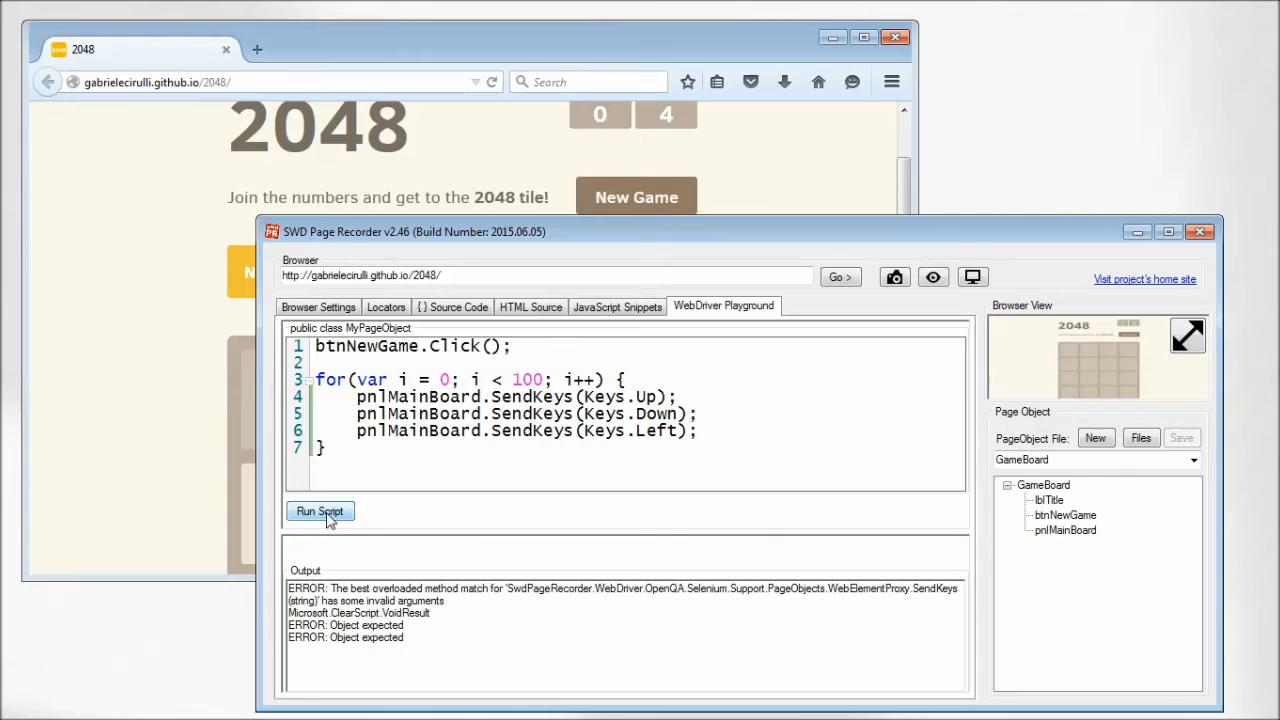 2048
gabrielecirulli.github.io/2048/
Search
2048
0
4
Join the numbers and get to the 2048 tile!
New Game
N
SWD Page Recorder v2.46 (Build Number: 2015.06.05)
Browser
http://gabrielecirulli.github.io/2048/
Go >
Visit project's home site
Browser Settings
Locators
{ } Source Code
HTML Source
JavaScript Snippets
WebDriver Playground
Browser View
2048
public class MyPageObject
1 btnNewGame.Click();
2
3 for(var i = 0; i < 100; i++) {
4 pnlMainBoard.SendKeys(Keys.Up);
5 pnlMainBoard.SendKeys(Keys.Down);
6 pnlMainBoard.SendKeys(Keys.Left);
7 }
Run Script
Page Object
PageObject File:
New
Files
Save
GameBoard
GameBoard
lblTitle
btnNewGame
pnlMainBoard
Output
ERROR: The best overloaded method match for 'SwdPageRecorder.WebDriver.OpenQA.Selenium.Support.PageObjects.WebElementProxy.SendKeys
(string)' has some invalid arguments
Microsoft.ClearScript.VoidResult
ERROR: Object expected
ERROR: Object expected